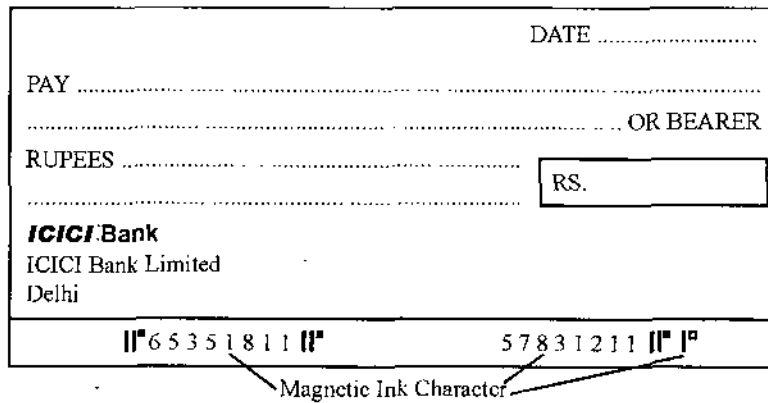 DATE ........................
PAY ........................
........................ OR BEARER
RUPEES ........................
RS.
ICICI Bank
ICICI Bank Limited
Delhi
65351811 57831211
Magnetic Ink Character